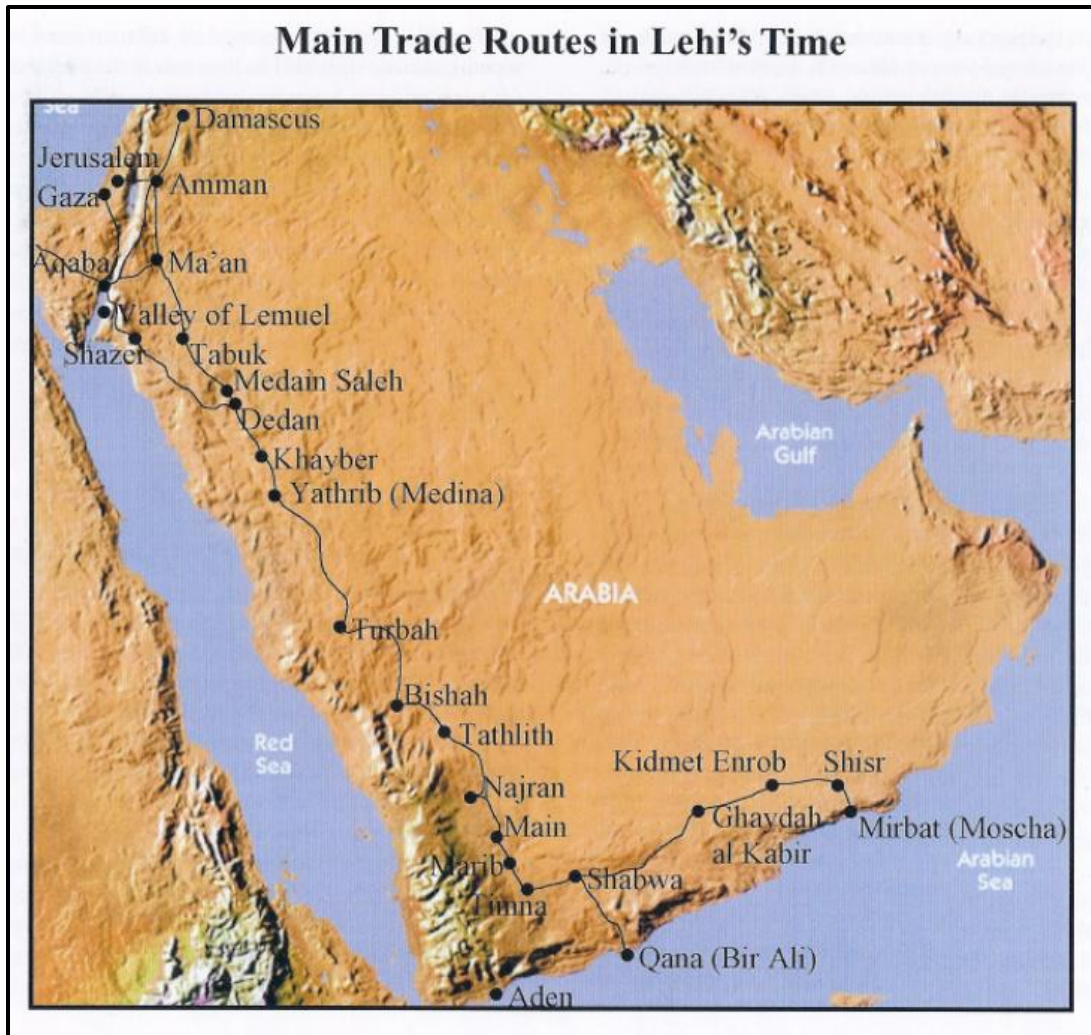 Main Trade Routes in Lehi's Time
Sea
Damascus
Jerusalem
Amman
Gaza
Aqaba
Ma'an
Valley of Lemuel
Shazer
Tabuk
Medain Saleh
Dedan
Khayber
Yathrib (Medina)
Arabian
Gulf
ARABIA
Turbah
Bishah
Tathlith
Red
Sea
Kidmet Enrob
Shisr
Najran
Ghaydah
al Kabir
Mirbat (Moscha)
Main
Marib
Shabwa
Timna
Arabian
Sea
Qana (Bir Ali)
Aden